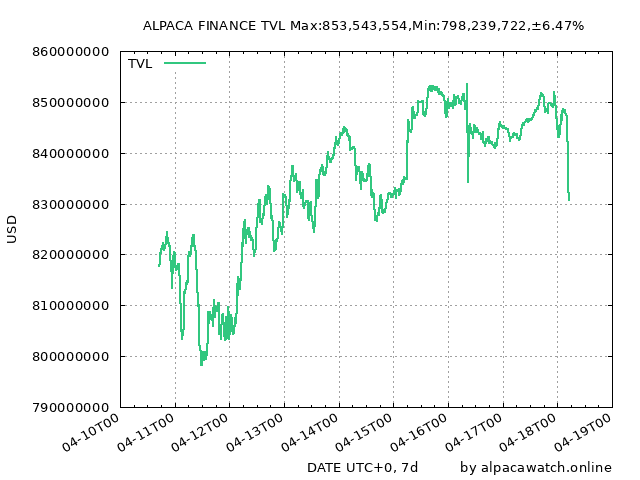 ALPACA FINANCE TVL Max:853,543,554,Min:798,239,722,±6.47%
860000000
TVL
850000000
840000000
830000000
820000000
810000000
800000000
790000000
USD
04-10T00
04-11T00
04-12T00
04-13T00
04-14T00
04-15T00
04-16T00
04-17T00
04-18T00
04-19T00
DATE UTC+0, 7d
by alpacawatch.online